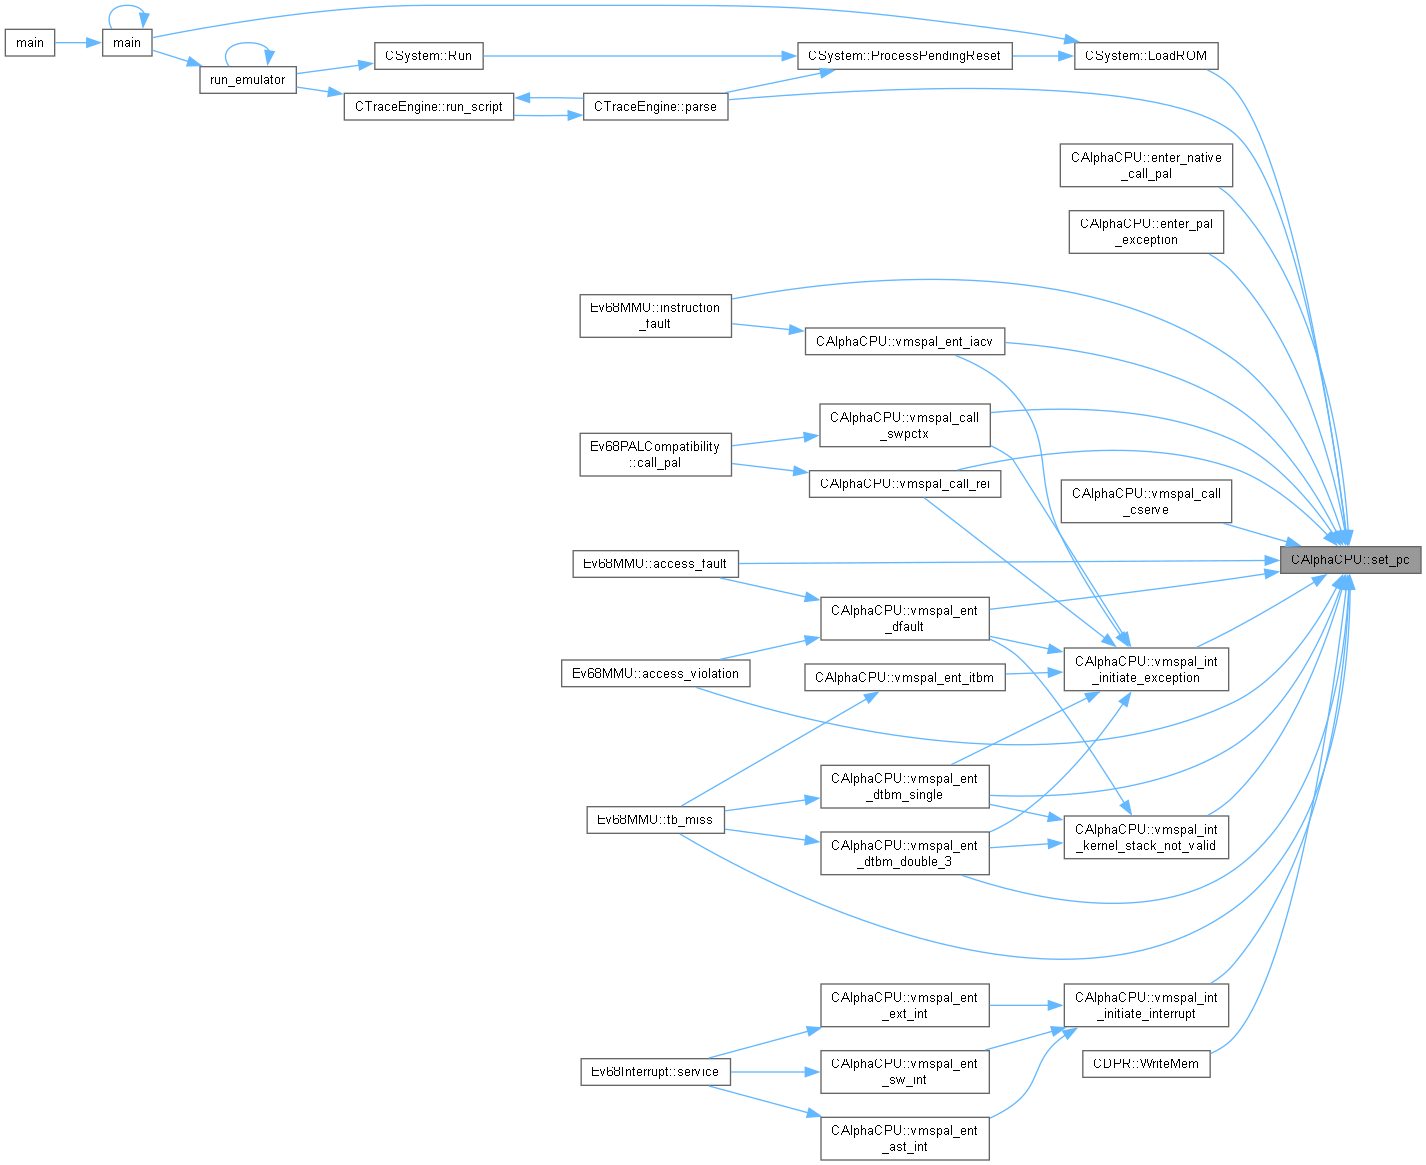 main
main
run_emulator
CSystem::Run
CTraceEngine::run_script
CSystem::ProcessPendingReset
CTraceEngine::parse
CSystem::LoadROM
CAlphaCPU::enter_native
_call_pal
CAlphaCPU::enter_pal
_exception
Ev68MMU::instruction
_fault
CAlphaCPU::vmspal_ent_iacv
CAlphaCPU::vmspal_call
_swpctx
Ev68PALCompatibility
::call_pal
CAlphaCPU::vmspal_call_rei
CAlphaCPU::vmspal_call
_cserve
CAlphaCPU::set_pc
Ev68MMU::access_fault
CAlphaCPU::vmspal_ent
_dfault
Ev68MMU::access_violation
CAlphaCPU::vmspal_ent_itbm
CAlphaCPU::vmspal_int
_initiate_exception
CAlphaCPU::vmspal_ent
_dtbm_single
Ev68MMU::tb_miss
CAlphaCPU::vmspal_ent
_dtbm_double_3
CAlphaCPU::vmspal_int
_kernel_stack_not_valid
CAlphaCPU::vmspal_ent
_ext_int
CAlphaCPU::vmspal_int
_initiate_interrupt
Ev68Interrupt::service
CAlphaCPU::vmspal_ent
_sw_int
CDPR::WriteMem
CAlphaCPU::vmspal_ent
_ast_int